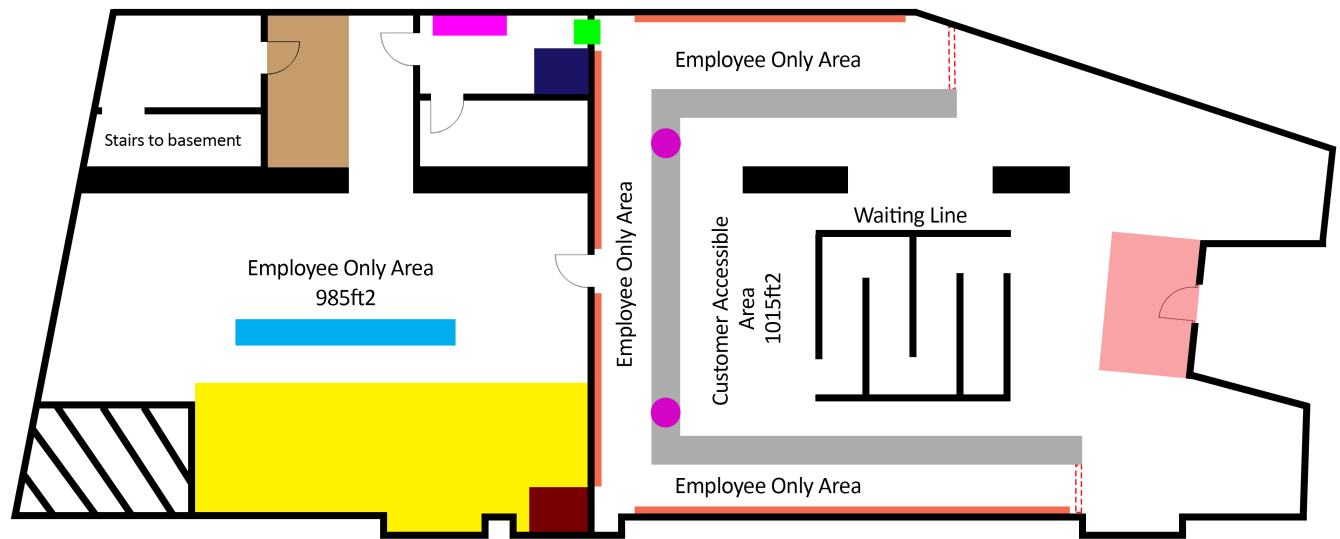 Employee Only Area
Stairs to basement
Employee Only Area
985ft2
Employee Only Area
Customer Accessible
Area
1015ft2
Waiting Line
Employee Only Area